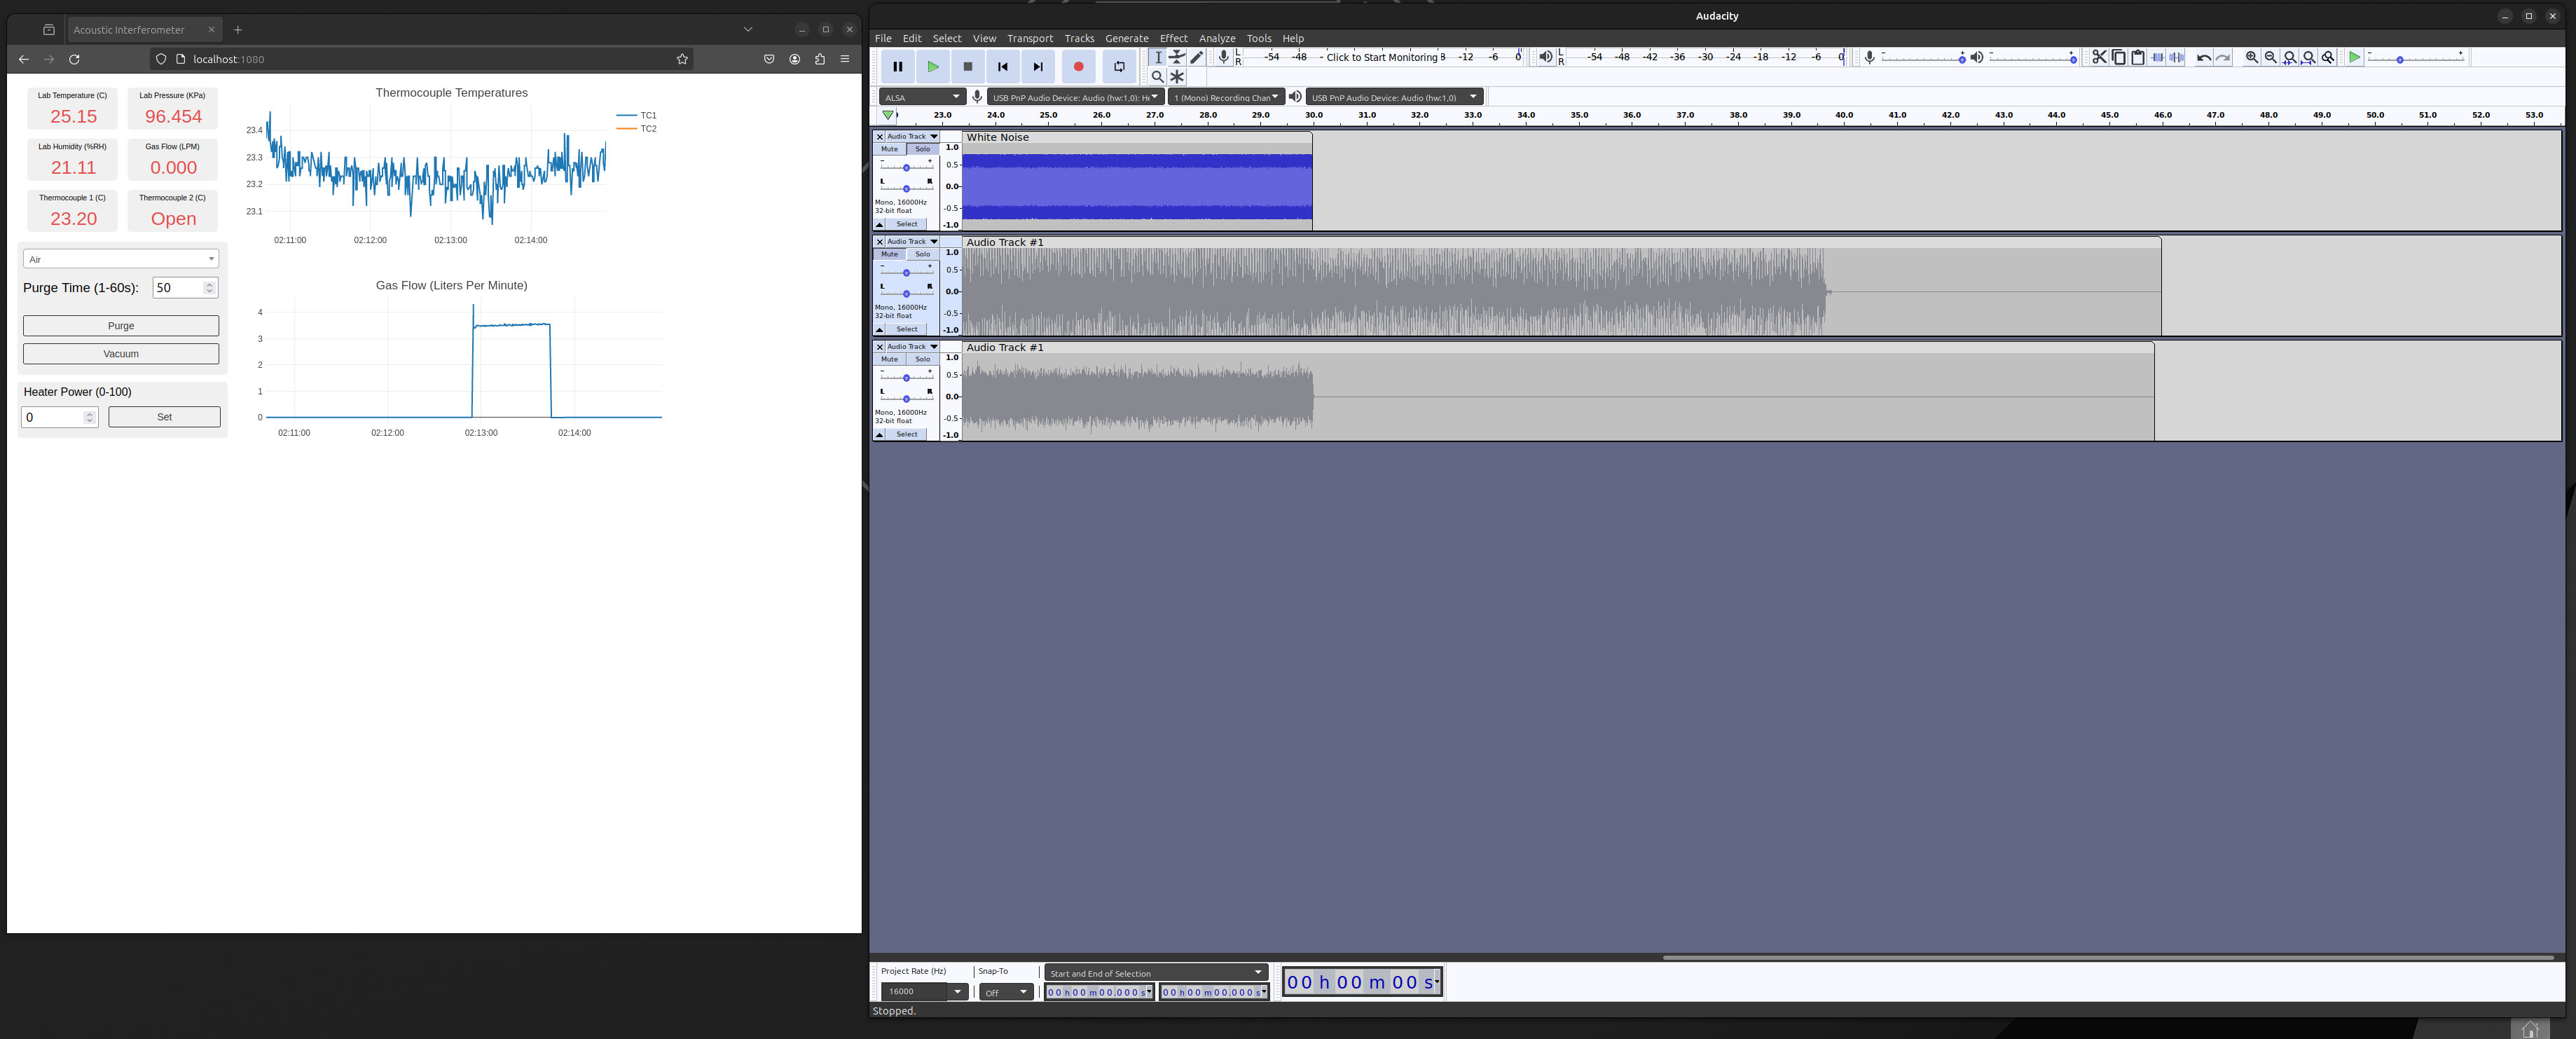 Acoustic Interferometer
localhost:1080
Lab Temperature (C)
25.15
Lab Pressure (KPa)
96.454
Lab Humidity (%RH)
21.11
Gas Flow (LPM)
0.000
Thermocouple 1 (C)
23.20
Thermocouple 2 (C)
Open
Air
Purge Time (1-60s):
50
Purge
Vacuum
Heater Power (0-100)
0
Set
Thermocouple Temperatures
TC1
TC2
23.4
23.3
23.2
23.1
02:11:00 02:12:00 02:13:00 02:14:00
Gas Flow (Liters Per Minute)
4
3
2
1
0
02:11:00 02:12:00 02:13:00 02:14:00
Audacity
File Edit Select View Transport Tracks Generate Effect Analyze Tools Help
L
R
-54 -48 - Click to Start Monitoring 8 -12 -6 0
L
R
-54 -48 -42 -36 -30 -24 -18 -12 -6 0
ALSA
USB PnP Audio Device: Audio (hw:1,0):
1 (Mono) Recording Chan
USB PnP Audio Device: Audio (hw:1,0)
23.0 24.0 25.0 26.0 27.0 28.0 29.0 30.0 31.0 32.0 33.0 34.0 35.0 36.0 37.0 38.0 39.0 40.0 41.0 42.0 43.0 44.0 45.0 46.0 47.0 48.0 49.0 50.0 51.0 52.0 53.0
Audio Track
White Noise
Mute Solo
- +
L R
Mono, 16000Hz
32-bit float
Select
1.0
0.5
0.0
-0.5
-1.0
Audio Track
Audio Track #1
Mute Solo
- +
L R
Mono, 16000Hz
32-bit float
Select
1.0
0.5
0.0
-0.5
-1.0
Audio Track
Audio Track #1
Mute Solo
- +
L R
Mono, 16000Hz
32-bit float
Select
1.0
0.5
0.0
-0.5
-1.0
Project Rate (Hz)
Snap-To
Start and End of Selection
16000
Off
00 h 00 m 00.000 s
00 h 00 m 00.000 s
00 h 00 m 00 s
Stopped.